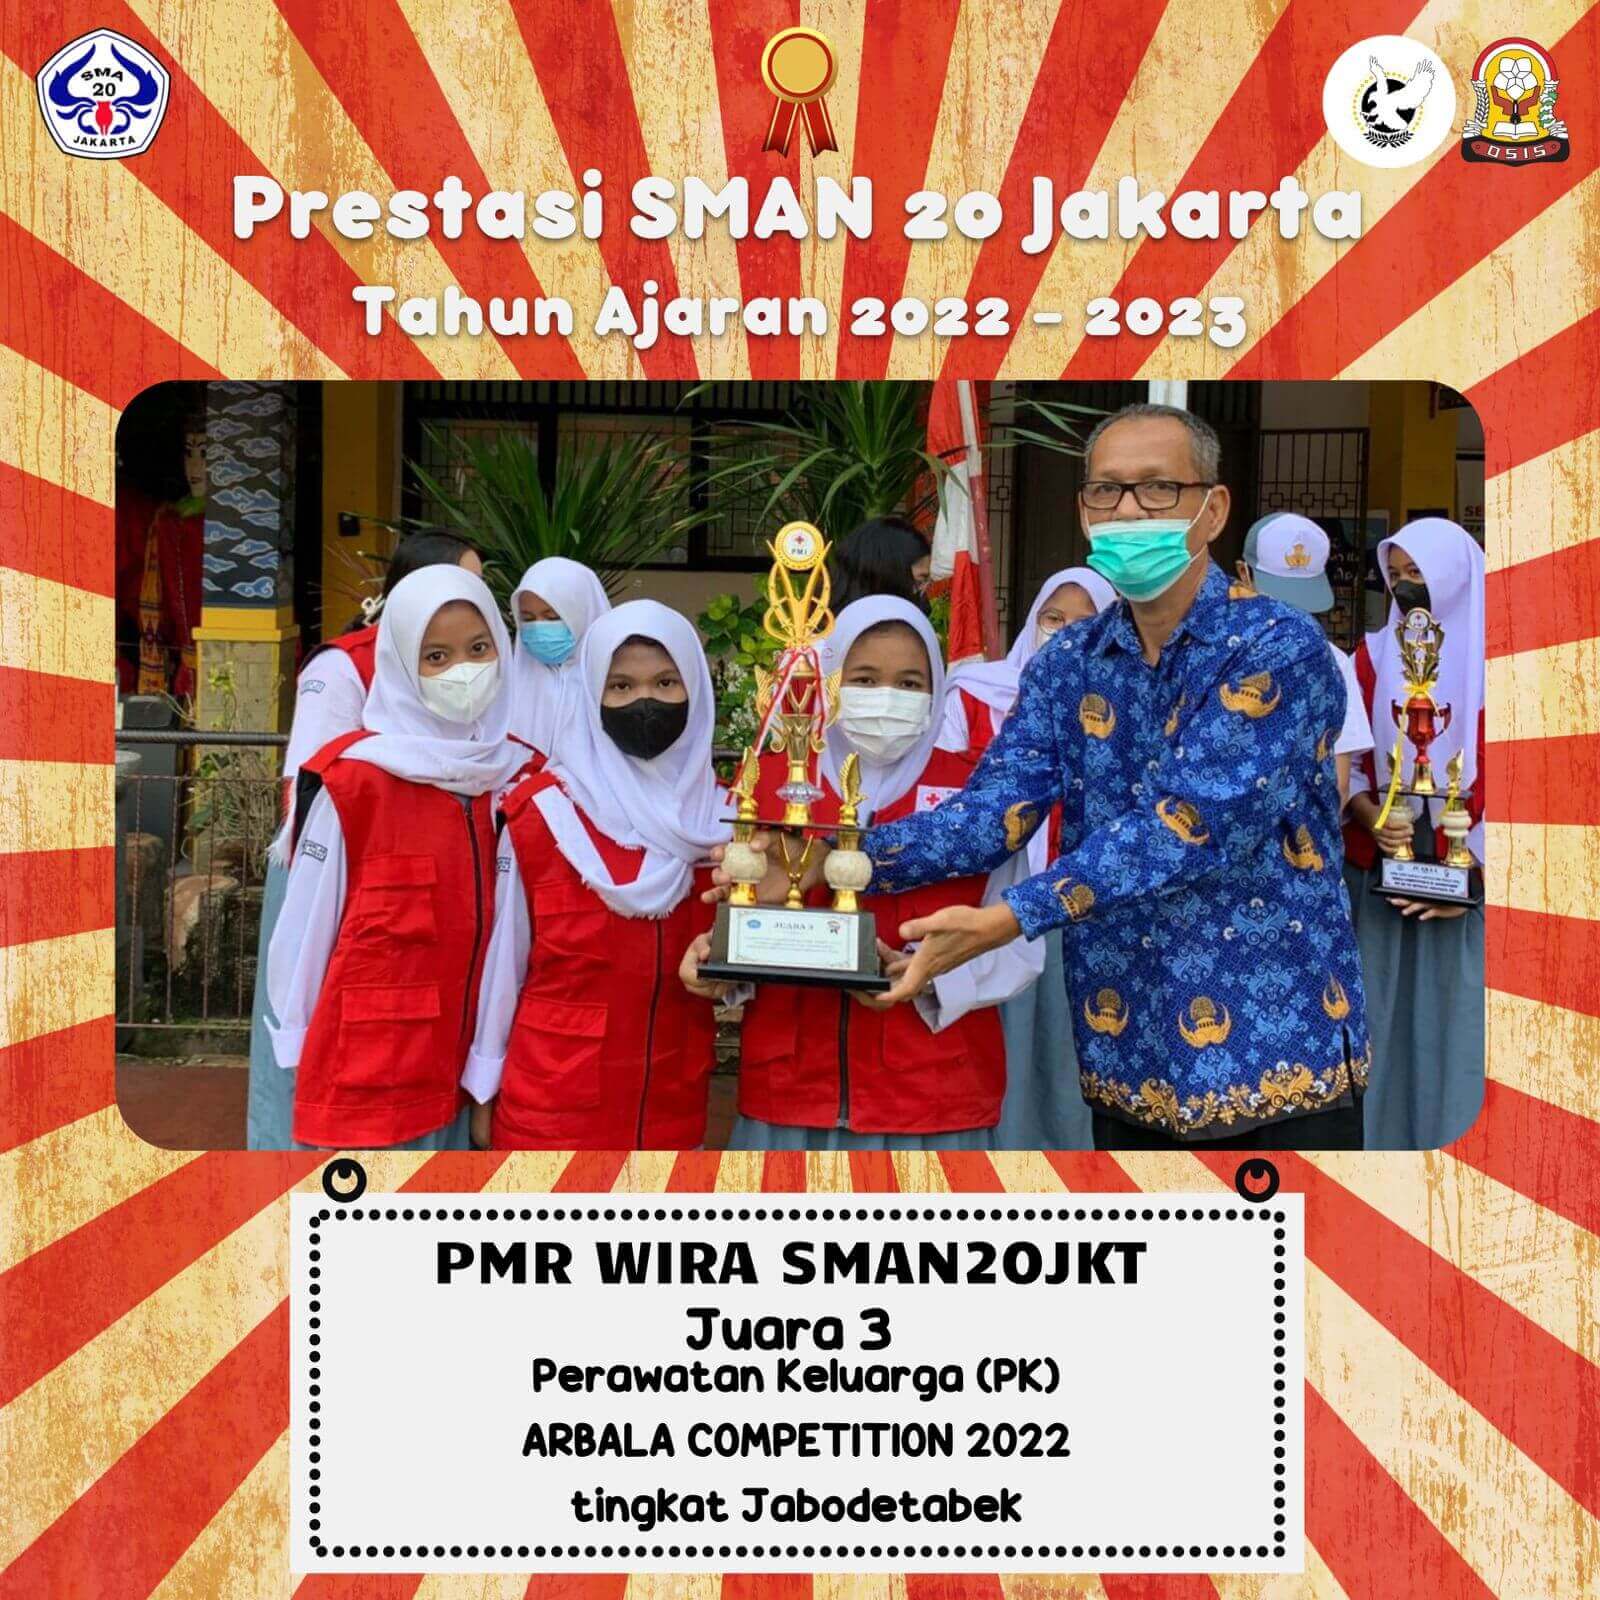 SMA
20
JAKARTA
OSIS
Prestasi SMAN 20 Jakarta
Tahun Ajaran 2022 - 2023
PMI
JUARA 3
PMR WIRA SMAN20JKT
Juara 3
Perawatan Keluarga (PK)
ARBALA COMPETITION 2022
tingkat Jabodetabek